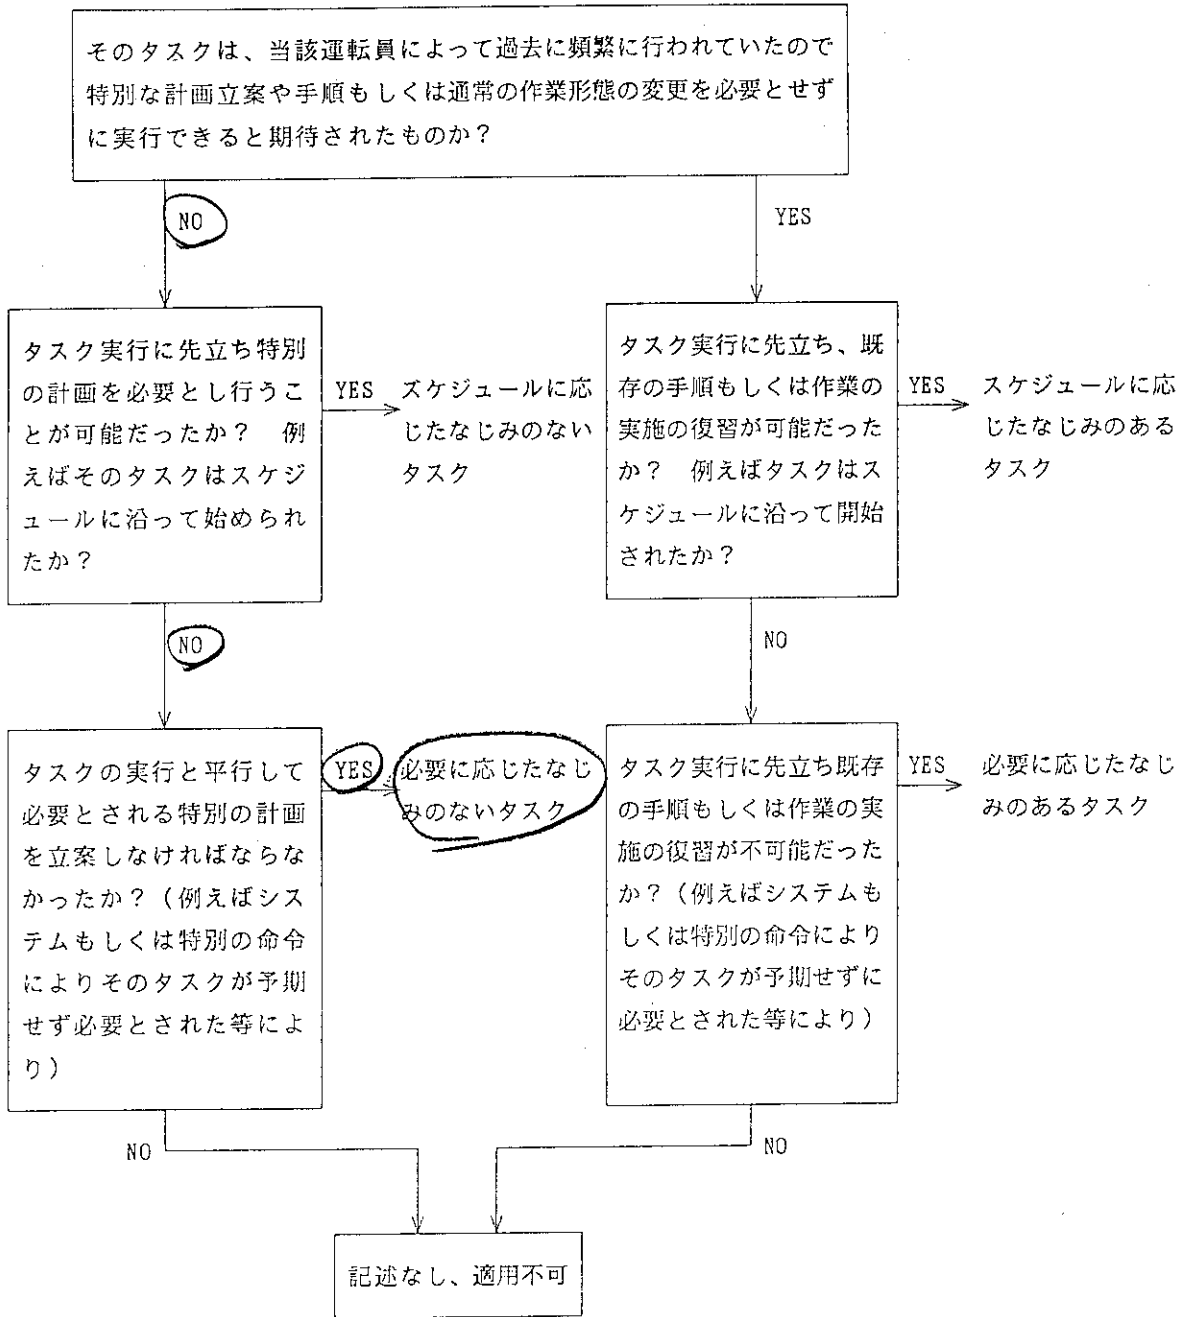 そのタスクは、当該運転員によって過去に頻繁に行われていたので
特別な計画立案や手順もしくは通常の作業形態の変更を必要とせず
に実行できると期待されたものか？
NO
YES
タスク実行に先立ち特別
の計画を必要とし行うこ
とが可能だったか？　例
えばそのタスクはスケジ
ュールに沿って始められ
たか？
YES
スケジュールに応
じたなじみのない
タスク
タスク実行に先立ち、既
存の手順もしくは作業の
実施の復習が可能だった
か？　例えばタスクはス
ケジュールに沿って開始
されたか？
YES
スケジュールに応
じたなじみのある
タスク
NO
NO
タスクの実行と平行して
必要とされる特別の計画
を立案しなければならな
かったか？（例えばシス
テムもしくは特別の命令
によりそのタスクが予期
せず必要とされた等によ
り）
YES
必要に応じたなじ
みのないタスク
タスク実行に先立ち既存
の手順もしくは作業の実
施の復習が不可能だった
か？（例えばシステムも
しくは特別の命令により
そのタスクが予期せずに
必要とされた等により）
YES
必要に応じたなじ
みのあるタスク
NO
NO
記述なし、適用不可